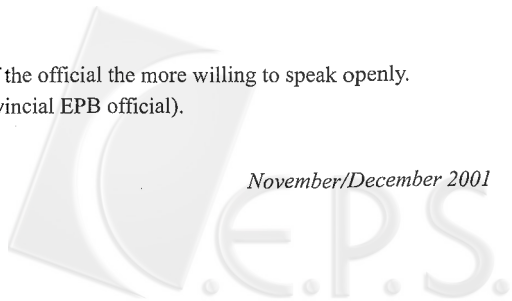 the official the more willing to speak openly.
vincial EPB official).
November/December 2001
C.E.P.S.